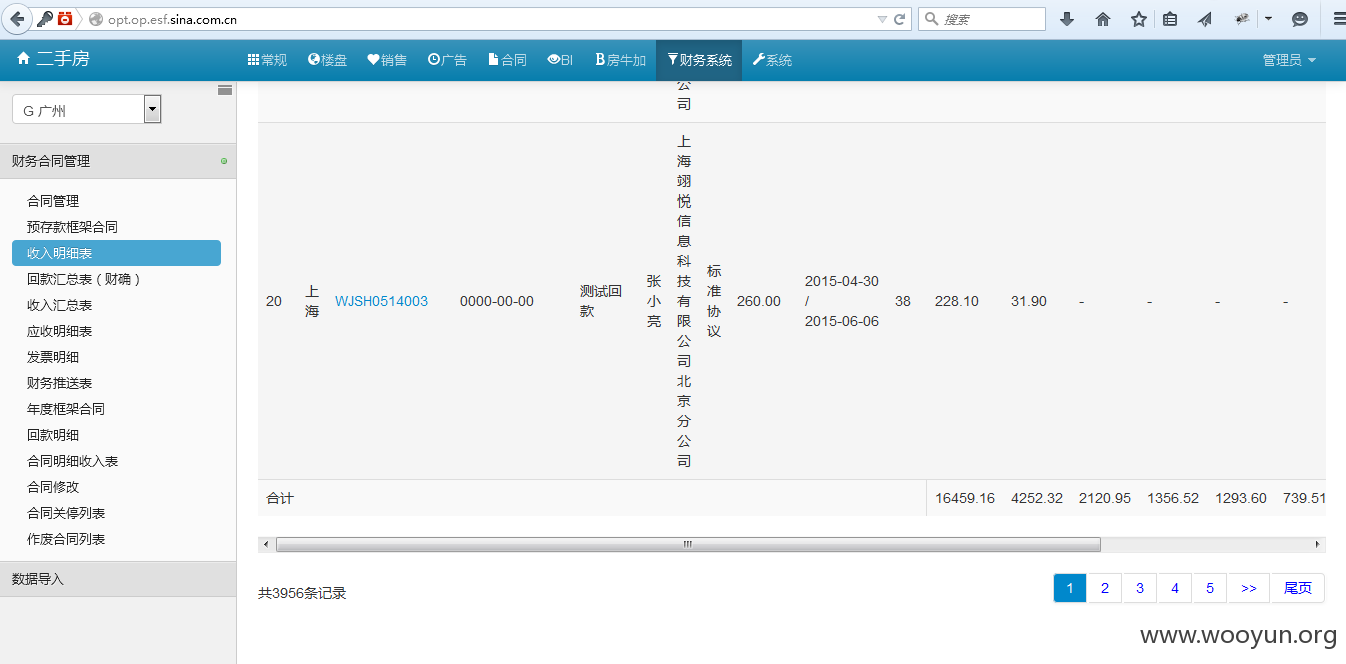 opt.op.esf.sina.com.cn
搜索
二手房
常规
楼盘
销售
广告
合同
BI
B房牛加
财务系统
系统
管理员
G 广州
财务合同管理
合同管理
预存款框架合同
收入明细表
回款汇总表（财确）
收入汇总表
应收明细表
发票明细
财务推送表
年度框架合同
回款明细
合同明细收入表
合同修改
合同关停列表
作废合同列表
数据导入
公
司
20
上
海
WJSH0514003
0000-00-00
测试回
款
张
小
亮
上
海
翊
悦
信
息
科
技
有
限
公
司
北
京
分
公
司
标
准
协
议
260.00
2015-04-30
/
2015-06-06
38
228.10
31.90
-
-
-
-
合计
16459.16
4252.32
2120.95
1356.52
1293.60
739.51
共3956条记录
1
2
3
4
5
>>
尾页
www.wooyun.org